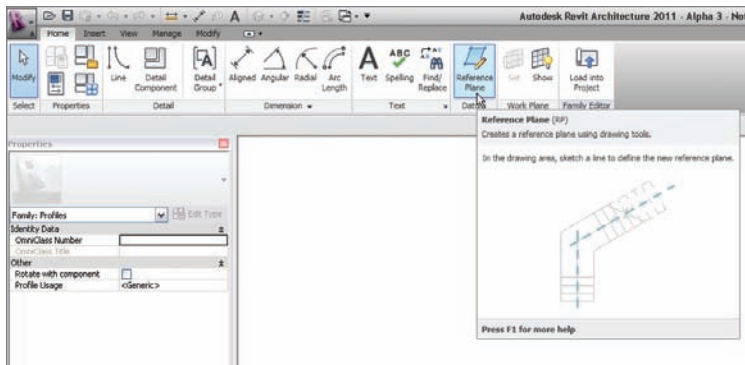 Autodesk Revit Architecture 2011 - Alpha 3 - No
Home Insert View Manage Modify
Modify
Line
Detail Component
Detail Group
Aligned
Angular
Radial
Arc Length
Text
ABC
Spelling
Find/ Replace
Reference Plane
Set
Show
Load into Project
Select Properties Detail Dimension Text Datum Work Plane Family Editor
Reference Plane (RP)
Creates a reference plane using drawing tools.
In the drawing area, sketch a line to define the new reference plane.
Press F1 for more help
Properties
Family: Profiles
Edit Type
Identity Data
OmniClass Number
OmniClass Title
Other
Rotate with component
Profile Usage <Generic>